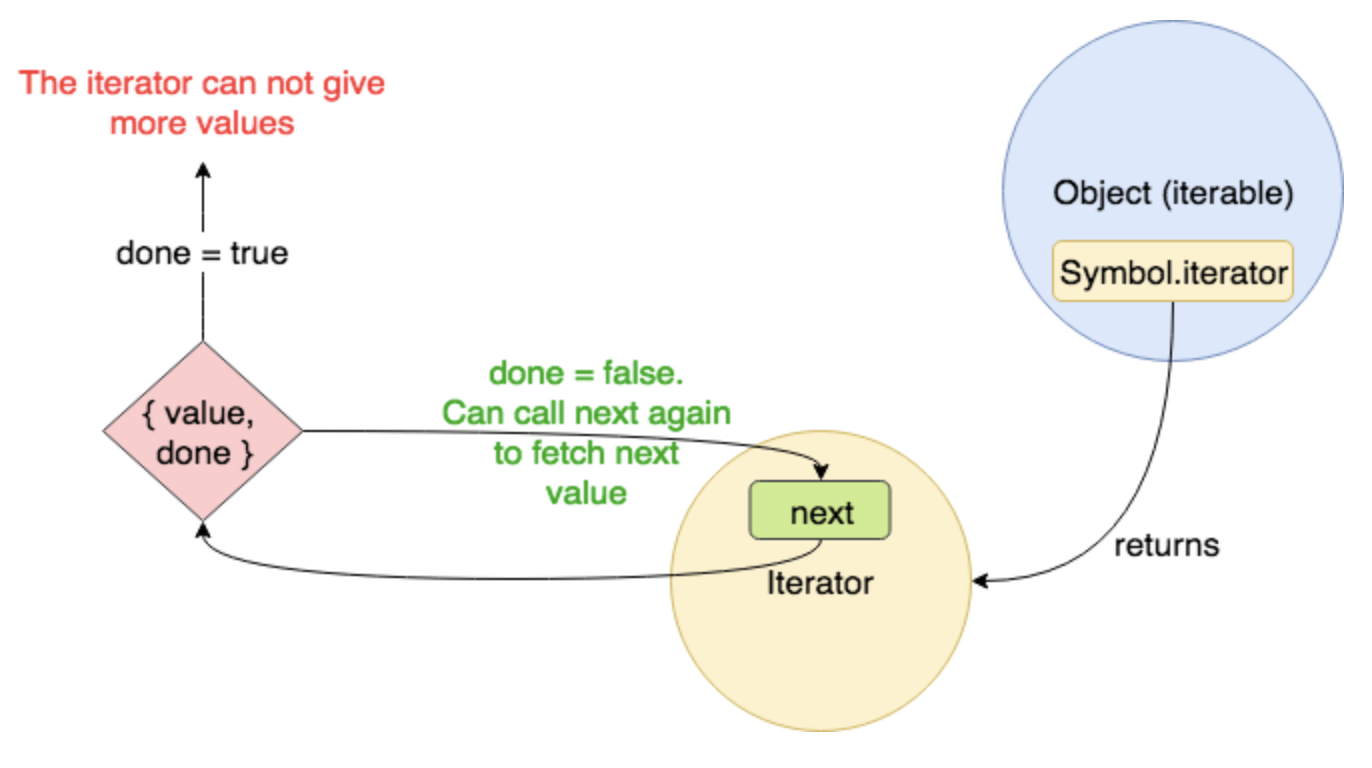 The iterator can not give
more values
done = true
{ value,
done }
done = false.
Can call next again
to fetch next
value
next
Iterator
Object (iterable)
Symbol.iterator
returns